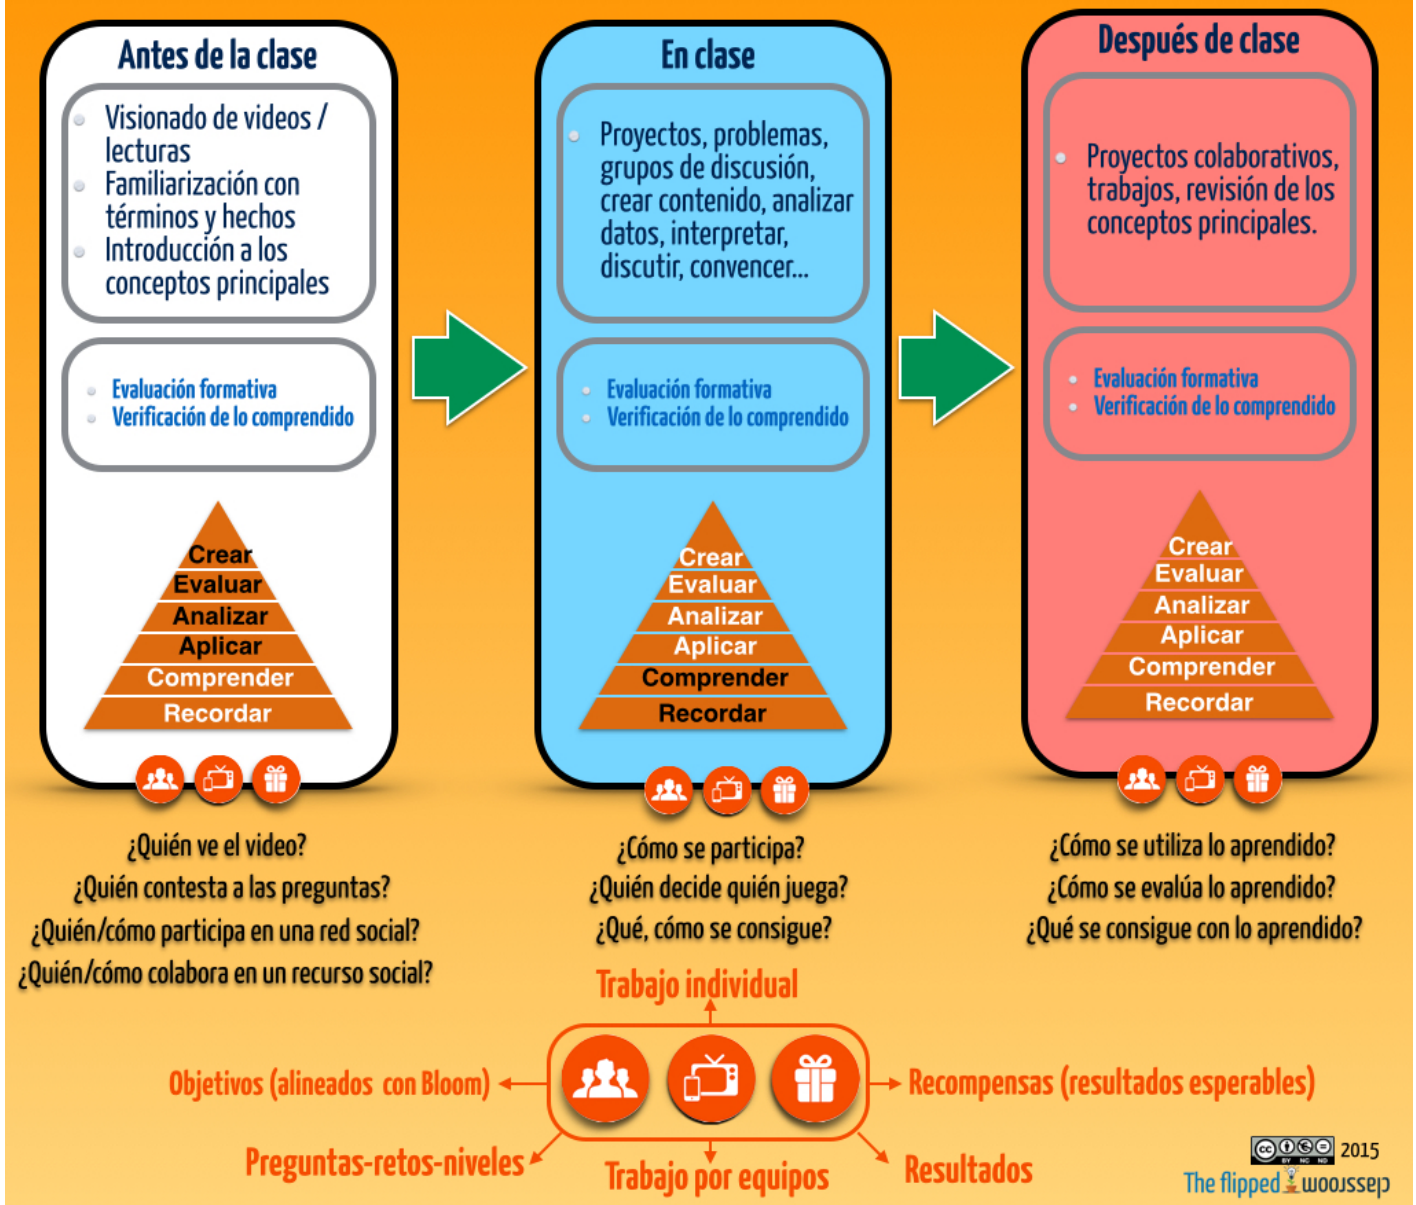 Antes de la clase
Visionado de videos /
lecturas
Familiarización con
términos y hechos
Introducción a los
conceptos principales
Evaluación formativa
Verificación de lo comprendido
Crear
Evaluar
Analizar
Aplicar
Comprender
Recordar
¿Quién ve el video?
¿Quién contesta a las preguntas?
¿Quién/cómo participa en una red social?
¿Quién/cómo colabora en un recurso social?
En clase
Proyectos, problemas,
grupos de discusión,
crear contenido, analizar
datos, interpretar,
discutir, convencer...
Evaluación formativa
Verificación de lo comprendido
Crear
Evaluar
Analizar
Aplicar
Comprender
Recordar
¿Cómo se participa?
¿Quién decide quién juega?
¿Qué, cómo se consigue?
Después de clase
Proyectos colaborativos,
trabajos, revisión de los
conceptos principales.
Evaluación formativa
Verificación de lo comprendido
Crear
Evaluar
Analizar
Aplicar
Comprender
Recordar
¿Cómo se utiliza lo aprendido?
¿Cómo se evalúa lo aprendido?
¿Qué se consigue con lo aprendido?
Trabajo individual
Objetivos (alineados con Bloom)
Recompensas (resultados esperables)
Preguntas-retos-niveles
Trabajo por equipos
Resultados
cc BY NC ND 2015
The flipped classroom